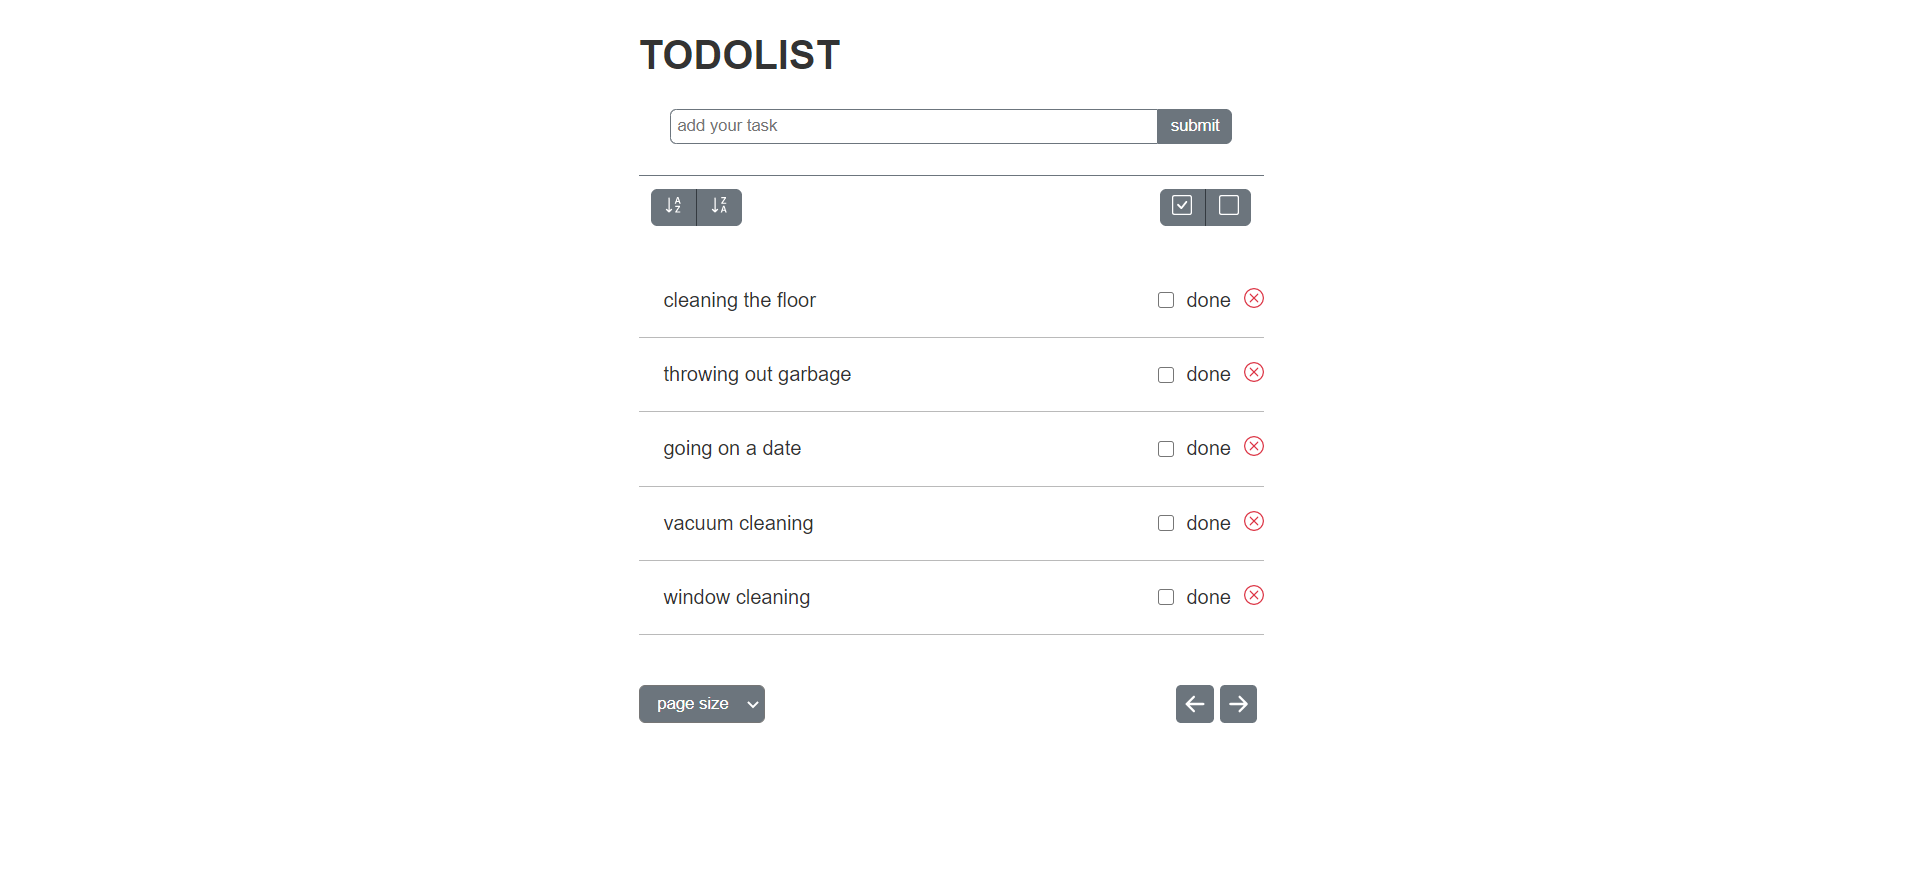 TODOLIST
add your task submit
cleaning the floor done
throwing out garbage done
going on a date done
vacuum cleaning done
window cleaning done
page size